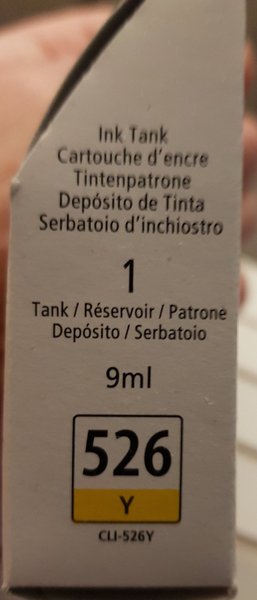 Ink Tank
Cartouche d'encre
Tintenpatrone
Depósito de Tinta
Serbatoio d'inchiostro
1
Tank / Réservoir / Patrone
Depósito / Serbatoio
9ml
526
Y
CLI-526Y